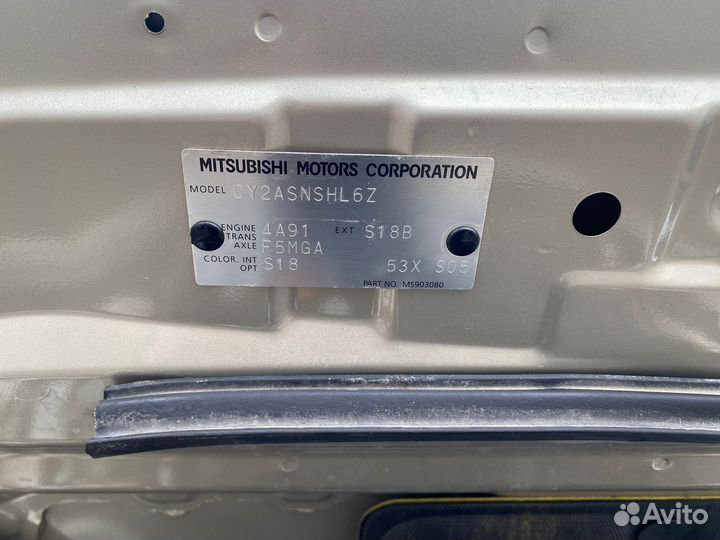 MITSUBISHI MOTORS CORPORATION
MODEL CY2ASNSHL6Z
ENGINE 4A91 EXT S18B
TRANS
AXLE F5MGA
COLOR. INT S18 53X S05
OPT
PART NO. MS903080
Avito